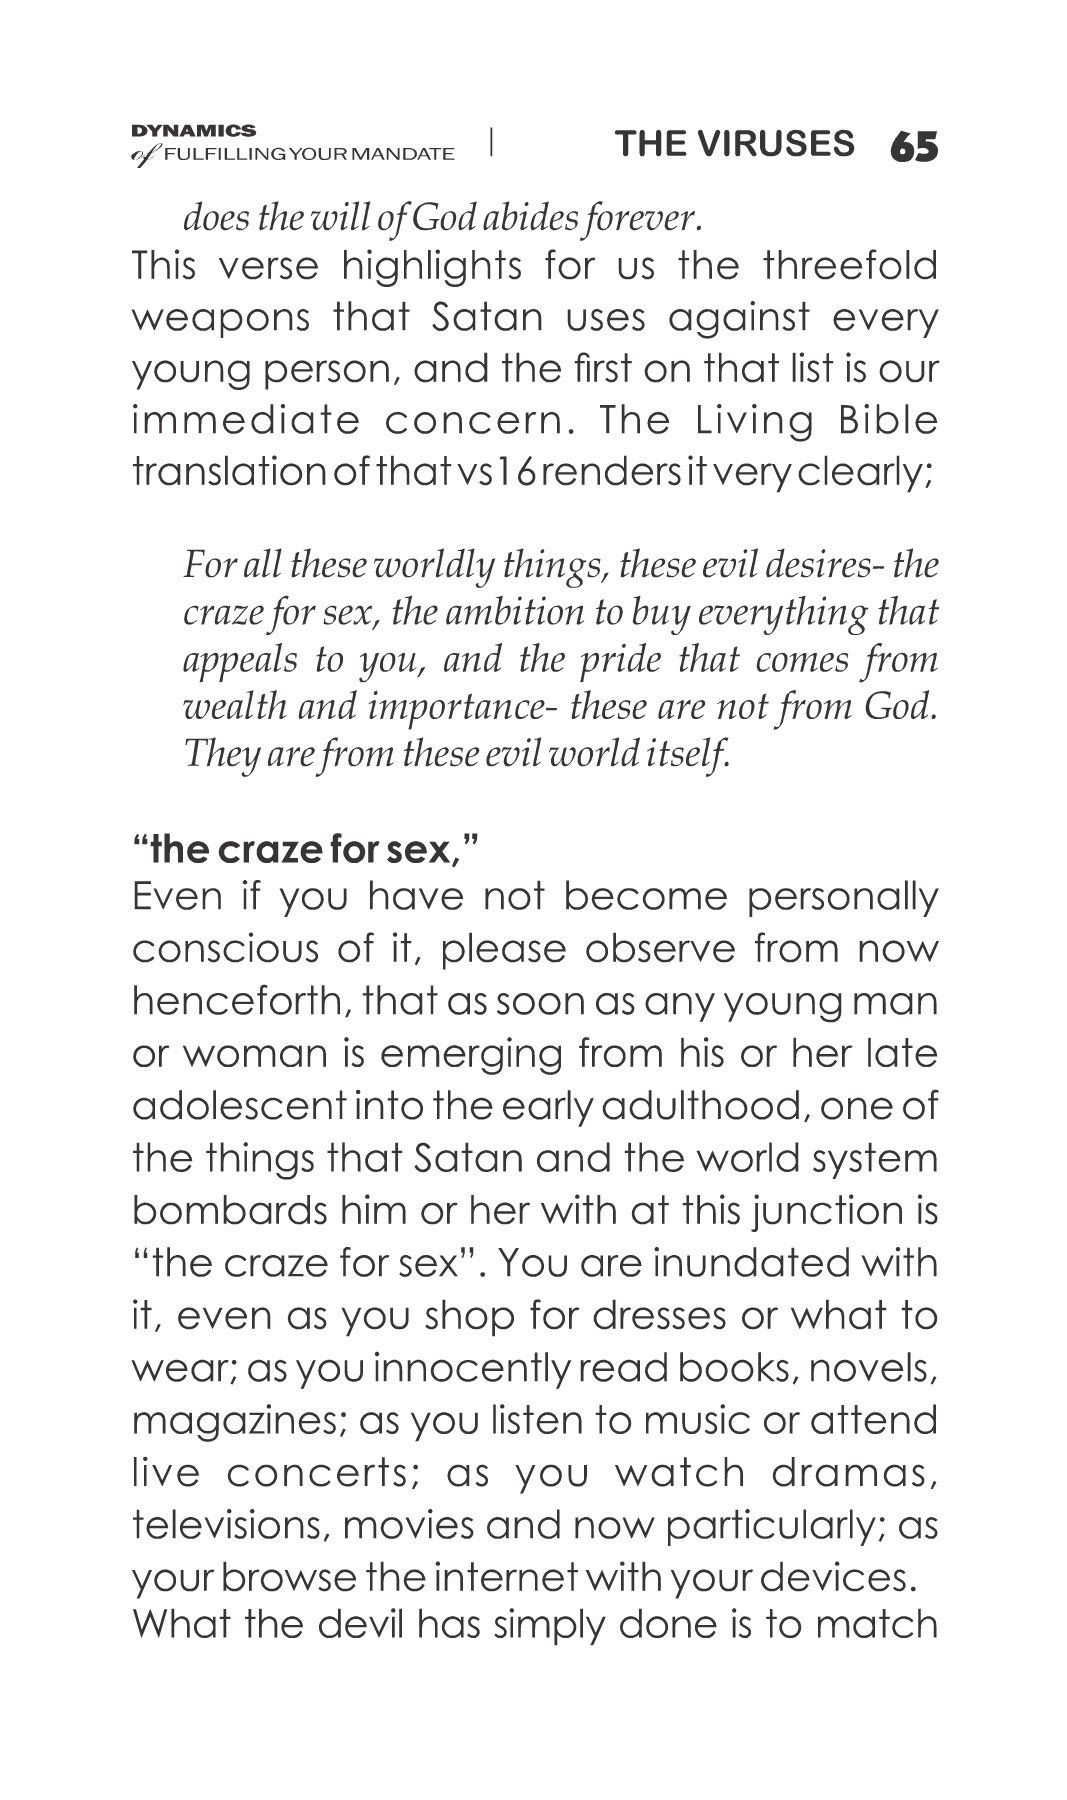 DYNAMICS
of FULFILLING YOUR MANDATE
THE VIRUSES 65
does the will of God abides forever.
This verse highlights for us the threefold
weapons that Satan uses against every
young person, and the first on that list is our
immediate concern. The Living Bible
translation of that vs16 renders it very clearly;
For all these worldly things, these evil desires- the
craze for sex, the ambition to buy everything that
appeals to you, and the pride that comes from
wealth and importance- these are not from God.
They are from these evil world itself.
“the craze for sex,”
Even if you have not become personally
conscious of it, please observe from now
henceforth, that as soon as any young man
or woman is emerging from his or her late
adolescent into the early adulthood, one of
the things that Satan and the world system
bombards him or her with at this junction is
“the craze for sex”. You are inundated with
it, even as you shop for dresses or what to
wear; as you innocently read books, novels,
magazines; as you listen to music or attend
live concerts; as you watch dramas,
televisions, movies and now particularly; as
your browse the internet with your devices.
What the devil has simply done is to match